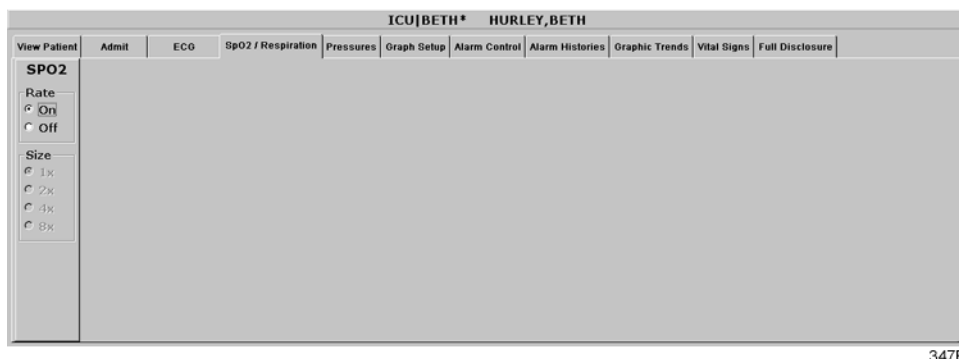 ICU|BETH* HURLEY,BETH
View Patient Admit ECG SpO2 / Respiration Pressures Graph Setup Alarm Control Alarm Histories Graphic Trends Vital Signs Full Disclosure
SPO2
Rate
On
Off
Size
1x
2x
4x
8x